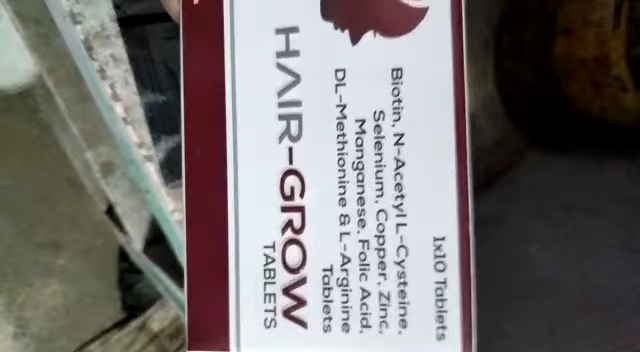 1x10 Tablets
Biotin, N-Acetyl L-Cysteine,
Selenium, Copper, Zinc,
Manganese, Folic Acid,
DL-Methionine & L-Arginine
Tablets
HAIR-GROW
TABLETS